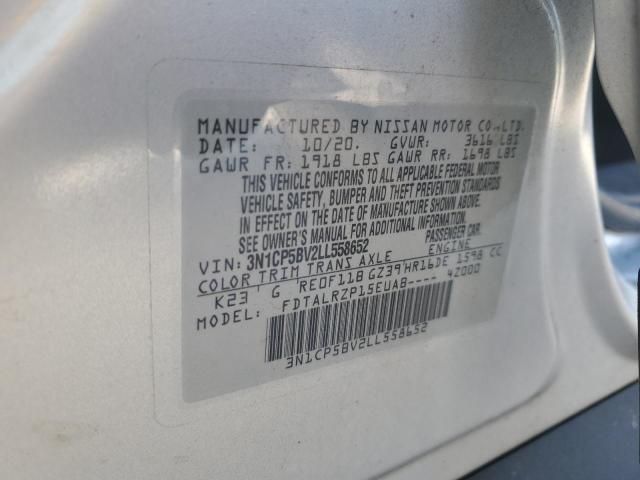 MANUFACTURED BY NISSAN MOTOR CO., LTD.
DATE: 10/20. GVWR: 3616 LBS
GAWR FR: 1918 LBS GAWR RR: 1698 LBS
THIS VEHICLE CONFORMS TO ALL APPLICABLE FEDERAL MOTOR
VEHICLE SAFETY, BUMPER AND THEFT PREVENTION STANDARDS
IN EFFECT ON THE DATE OF MANUFACTURE SHOWN ABOVE.
SEE OWNER'S MANUAL FOR ADDITIONAL INFORMATION.
VIN: 3N1CP5BV2LL558652 PASSENGER CAR.
COLOR TRIM TRANS AXLE ENGINE
K23 G RE0F11B GZ39 HR16DE 1598 CC
MODEL: FDTALRZP15EUA8---- 42000
3N1CP5BV2LL558652